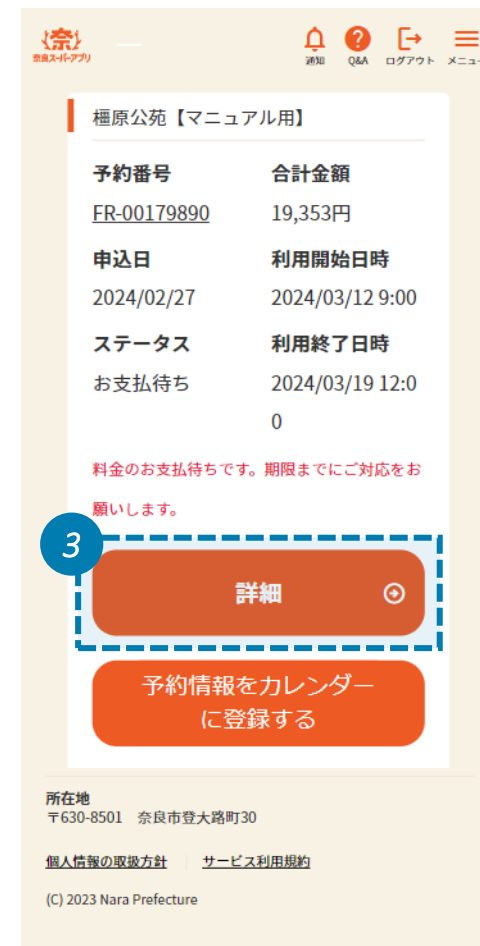 奈
奈良スーパーアプリ
通知 Q&A ログアウト メニュー
橿原公苑【マニュアル用】
予約番号 合計金額
FR-00179890 19,353円
申込日 利用開始日時
2024/02/27 2024/03/12 9:00
ステータス 利用終了日時
お支払待ち 2024/03/19 12:0
0
料金のお支払待ちです。期限までにご対応をお
願いします。
3
詳細
予約情報をカレンダー
に登録する
所在地
〒630-8501 奈良市登大路町30
個人情報の取扱方針 サービス利用規約
(C) 2023 Nara Prefecture